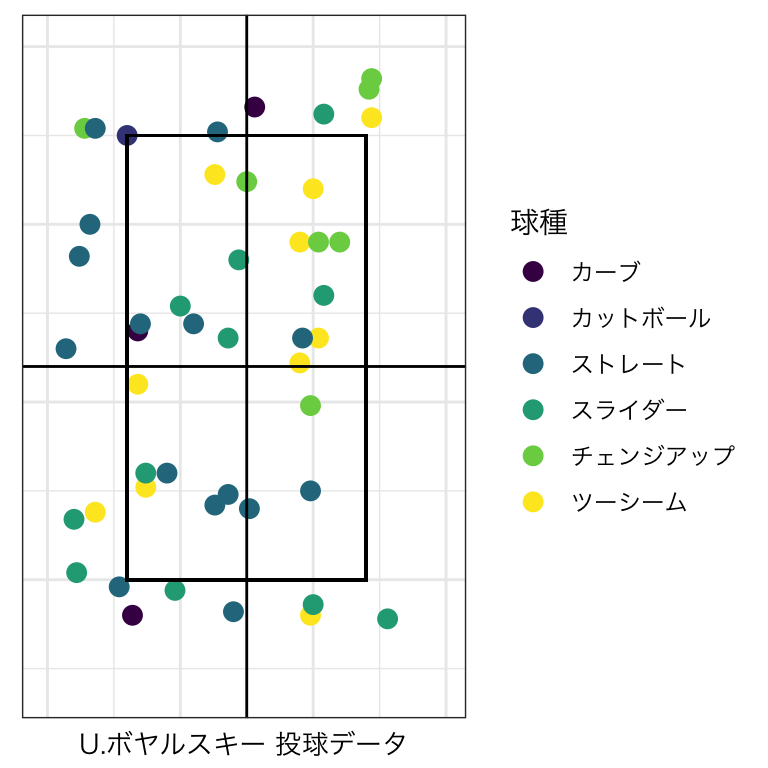 球種
カーブ
カットボール
ストレート
スライダー
チェンジアップ
ツーシーム
U.ボヤルスキー 投球データ